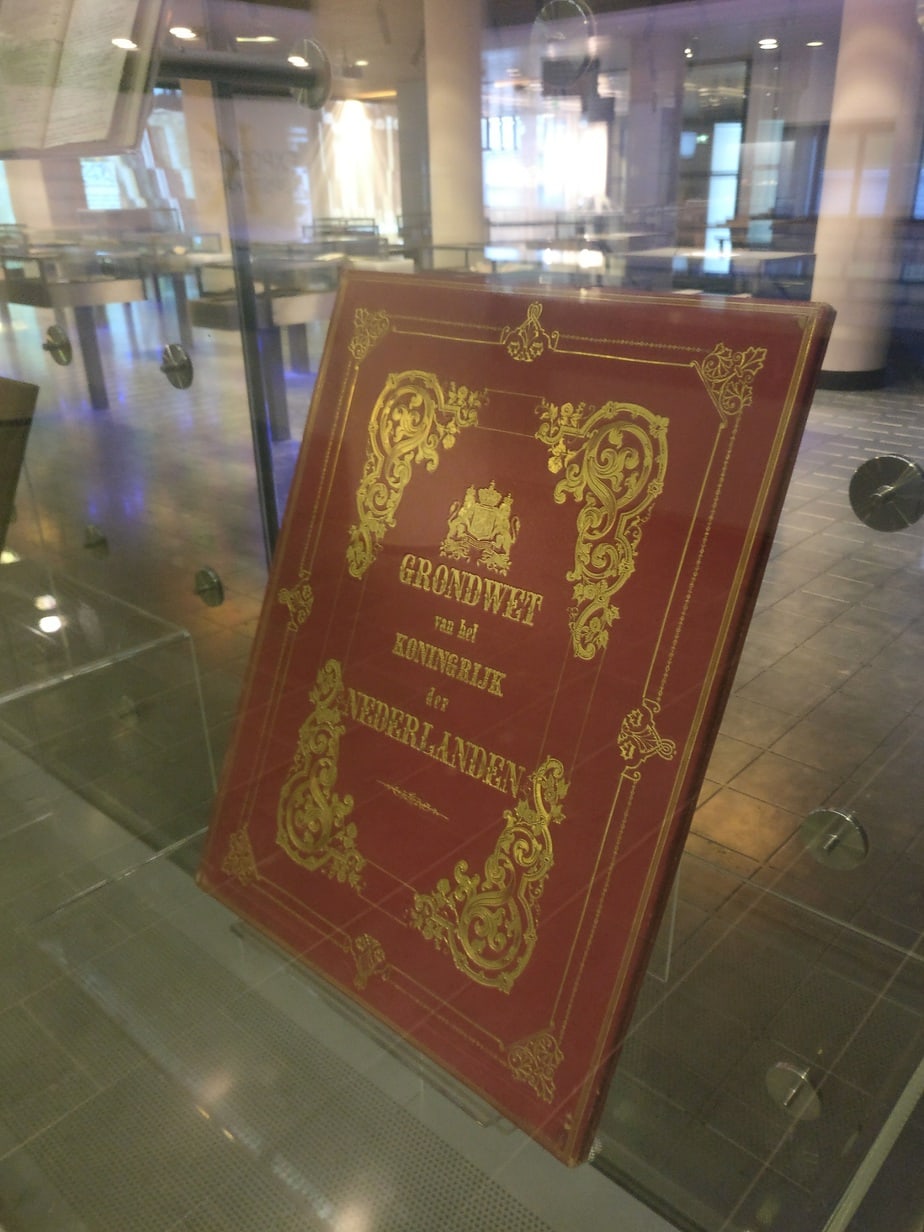 GRONDWET
van het
KONINGRIJK
der
NEDERLANDEN